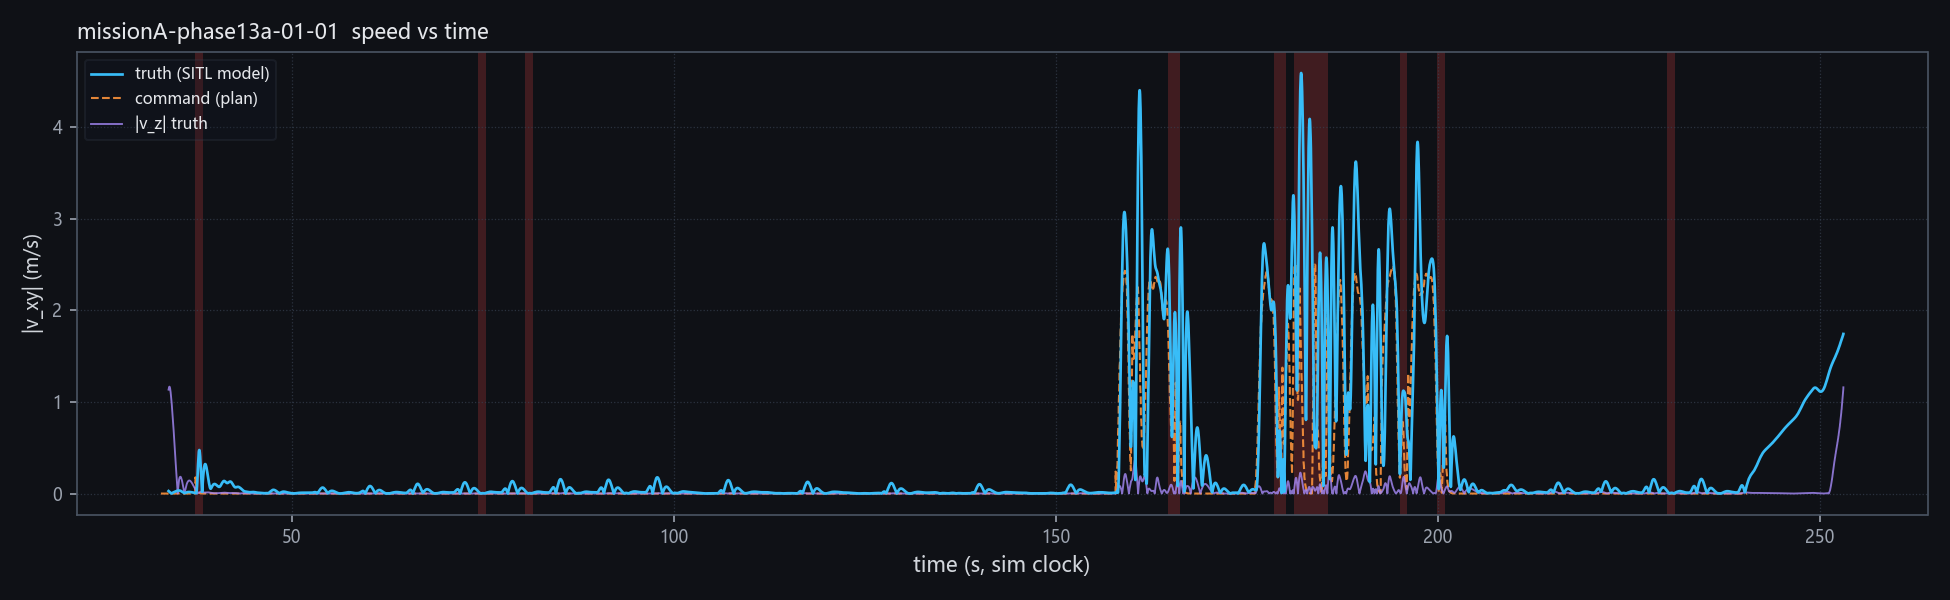 missionA-phase13a-01-01  speed vs time
truth (SITL model)
command (plan)
|v_z| truth
|v_xy| (m/s)
4
3
2
1
0
50
100
150
200
250
time (s, sim clock)